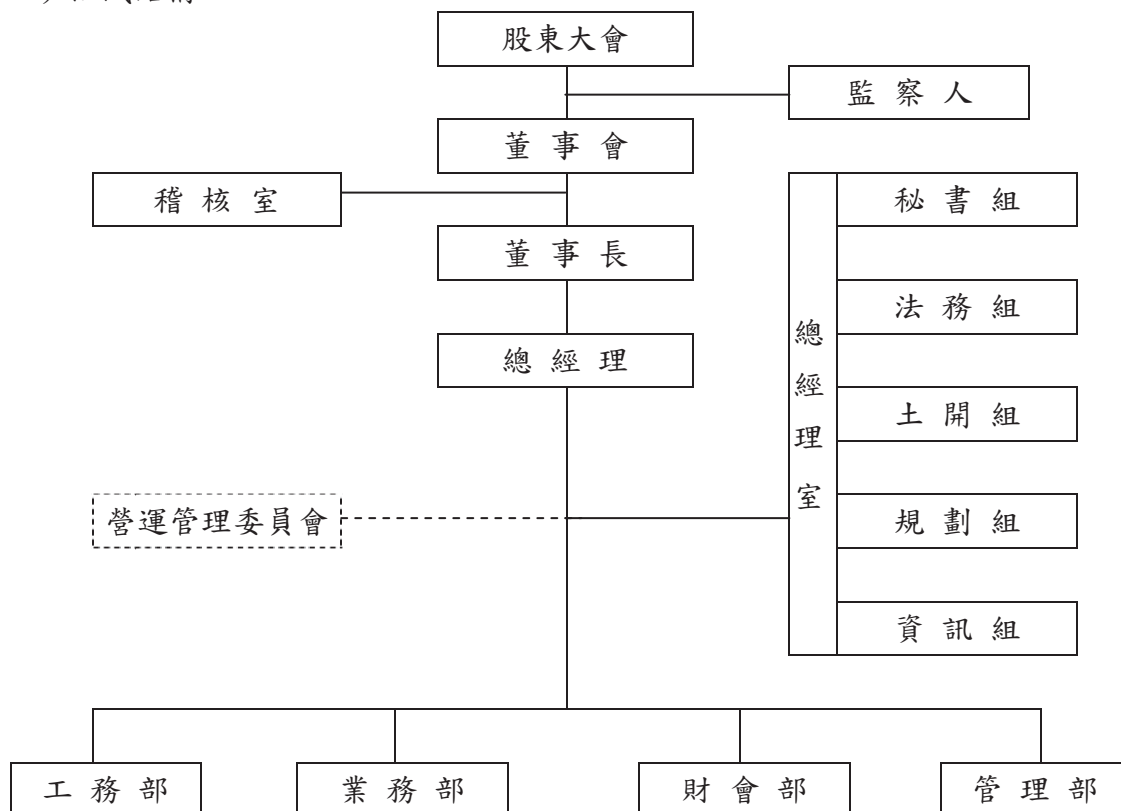 股東大會
監察人
董事會
稽核室
秘書組
董事長
法務組
總經理
總經理室
土開組
營運管理委員會
規劃組
資訊組
工務部
業務部
財會部
管理部